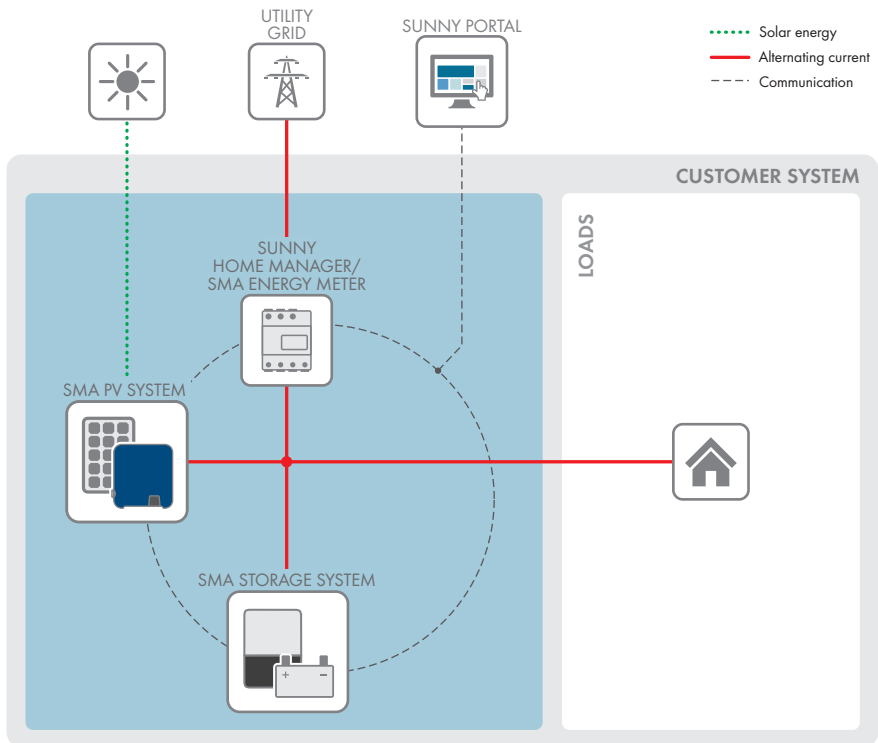 UTILITY
GRID
SUNNY PORTAL
Solar energy
Alternating current
Communication
CUSTOMER SYSTEM
LOADS
SUNNY
HOME MANAGER/
SMA ENERGY METER
SMA PV SYSTEM
SMA STORAGE SYSTEM
+ −